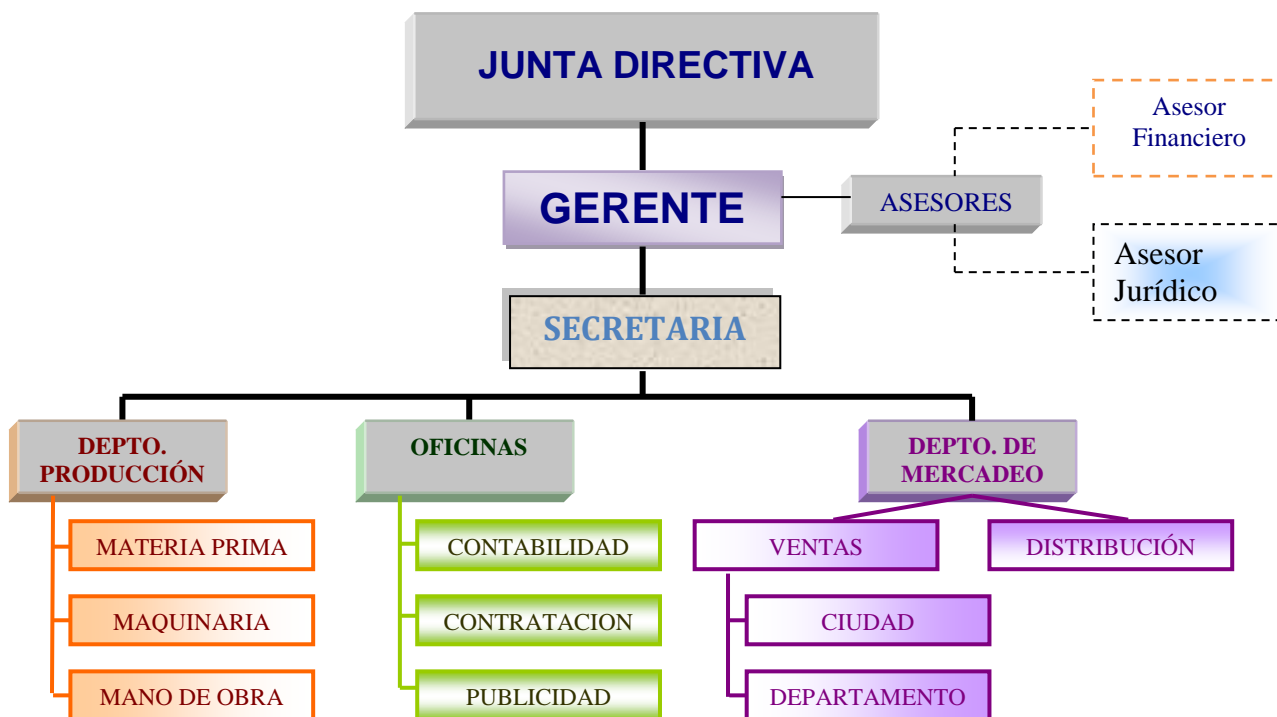 JUNTA DIRECTIVA
Asesor
Financiero
GERENTE
ASESORES
Asesor
Jurídico
SECRETARIA
DEPTO.
PRODUCCIÓN
OFICINAS
DEPTO. DE
MERCADEO
MATERIA PRIMA
CONTABILIDAD
VENTAS
DISTRIBUCIÓN
MAQUINARIA
CONTRATACION
CIUDAD
MANO DE OBRA
PUBLICIDAD
DEPARTAMENTO